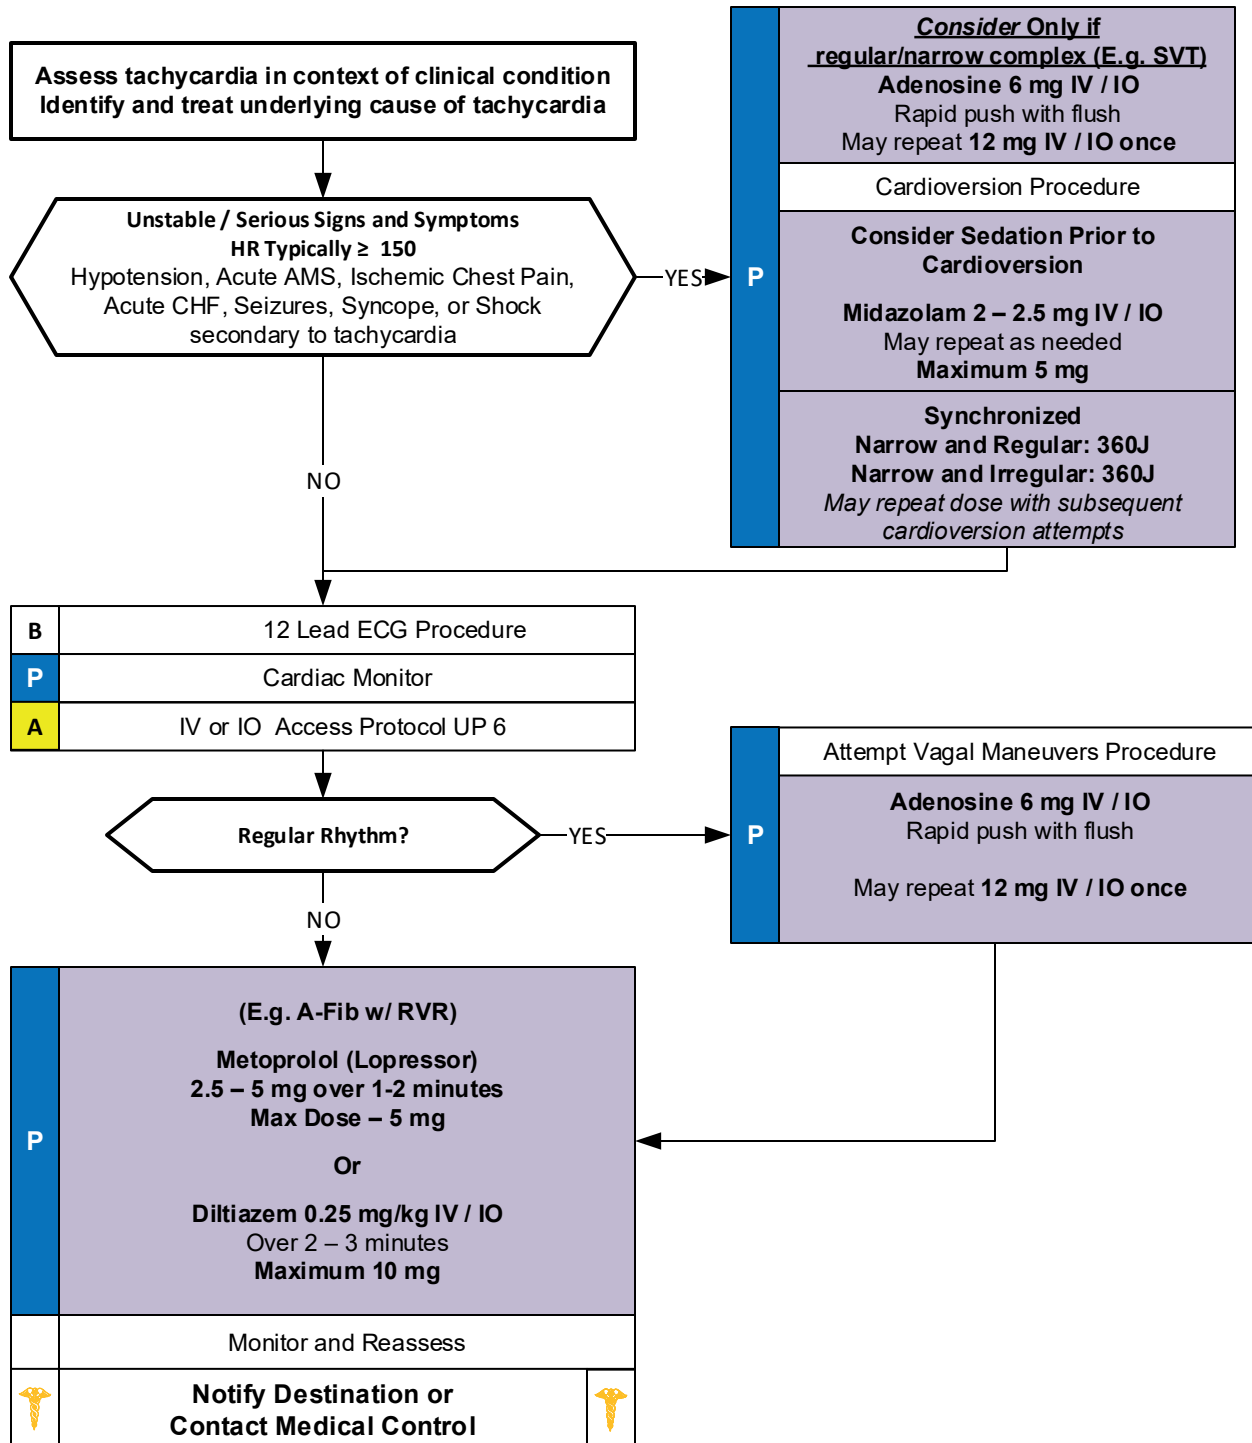 Assess tachycardia in context of clinical condition
Identify and treat underlying cause of tachycardia
Unstable / Serious Signs and Symptoms
HR Typically ≥ 150
Hypotension, Acute AMS, Ischemic Chest Pain,
Acute CHF, Seizures, Syncope, or Shock
secondary to tachycardia
YES
P
Consider Only if
regular/narrow complex (E.g. SVT)
Adenosine 6 mg IV / IO
Rapid push with flush
May repeat 12 mg IV / IO once
Cardioversion Procedure
Consider Sedation Prior to
Cardioversion
Midazolam 2 – 2.5 mg IV / IO
May repeat as needed
Maximum 5 mg
Synchronized
Narrow and Regular: 360J
Narrow and Irregular: 360J
May repeat dose with subsequent
cardioversion attempts
NO
B
12 Lead ECG Procedure
P
Cardiac Monitor
A
IV or IO Access Protocol UP 6
Regular Rhythm?
YES
P
Attempt Vagal Maneuvers Procedure
Adenosine 6 mg IV / IO
Rapid push with flush
May repeat 12 mg IV / IO once
NO
P
(E.g. A-Fib w/ RVR)
Metoprolol (Lopressor)
2.5 – 5 mg over 1-2 minutes
Max Dose – 5 mg
Or
Diltiazem 0.25 mg/kg IV / IO
Over 2 – 3 minutes
Maximum 10 mg
Monitor and Reassess
Notify Destination or
Contact Medical Control